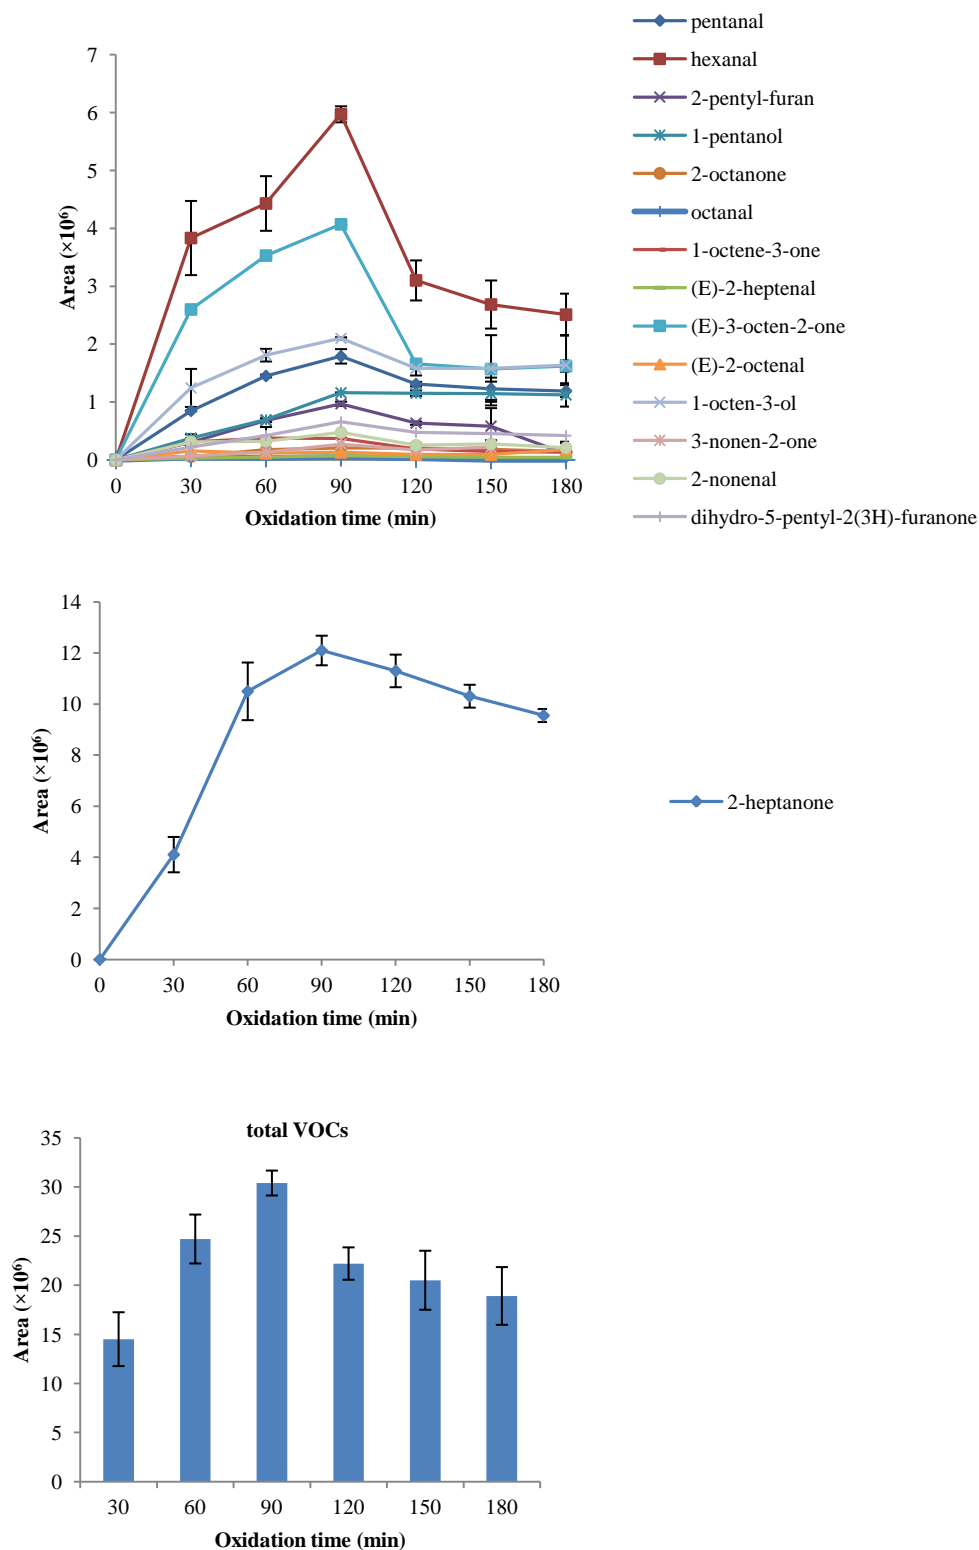 pentanal
hexanal
2-pentyl-furan
1-pentanol
2-octanone
octanal
1-octene-3-one
(E)-2-heptenal
(E)-3-octen-2-one
(E)-2-octenal
1-octen-3-ol
3-nonen-2-one
2-nonenal
dihydro-5-pentyl-2(3H)-furanone
7
6
5
4
3
2
1
0
Area (×10⁶)
0 30 60 90 120 150 180
Oxidation time (min)
14
12
10
8
6
4
2
0
Area (×10⁶)
0 30 60 90 120 150 180
Oxidation time (min)
2-heptanone
total VOCs
35
30
25
20
15
10
5
0
Area (×10⁶)
30 60 90 120 150 180
Oxidation time (min)